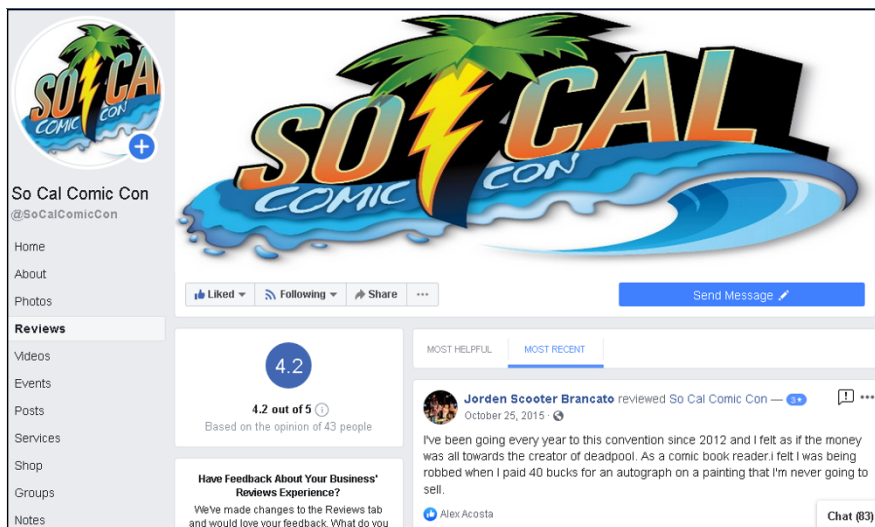 SO CAL
COMIC CON
So Cal Comic Con
@SoCalComicCon
Home
About
Photos
Reviews
Videos
Events
Posts
Services
Shop
Groups
Notes
SO CAL
COMIC CON
Liked
Following
Share
Send Message
4.2
4.2 out of 5
Based on the opinion of 43 people
Have Feedback About Your Business'
Reviews Experience?
We've made changes to the Reviews tab
and would love your feedback. What do you
MOST HELPFUL
MOST RECENT
Jorden Scooter Brancato reviewed So Cal Comic Con — 3★
October 25, 2015 ·
I've been going every year to this convention since 2012 and I felt as if the money
was all towards the creator of deadpool. As a comic book reader.i felt I was being
robbed when I paid 40 bucks for an autograph on a painting that I'm never going to
sell.
Alex Acosta
Chat (83)